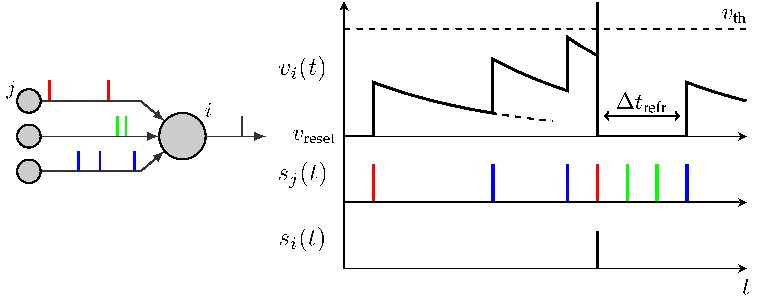 j
i
v_th
v_i(t)
Δt_refr
v_reset
s_j(t)
s_i(t)
t